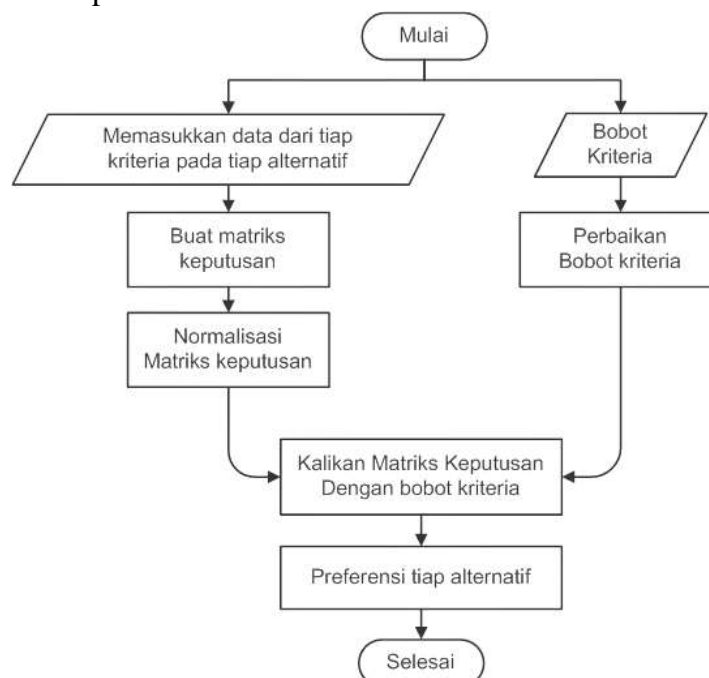 Mulai
Memasukkan data dari tiap
kriteria pada tiap alternatif
Bobot
Kriteria
Buat matriks
keputusan
Perbaikan
Bobot kriteria
Normalisasi
Matriks keputusan
Kalikan Matriks Keputusan
Dengan bobot kriteria
Preferensi tiap alternatif
Selesai